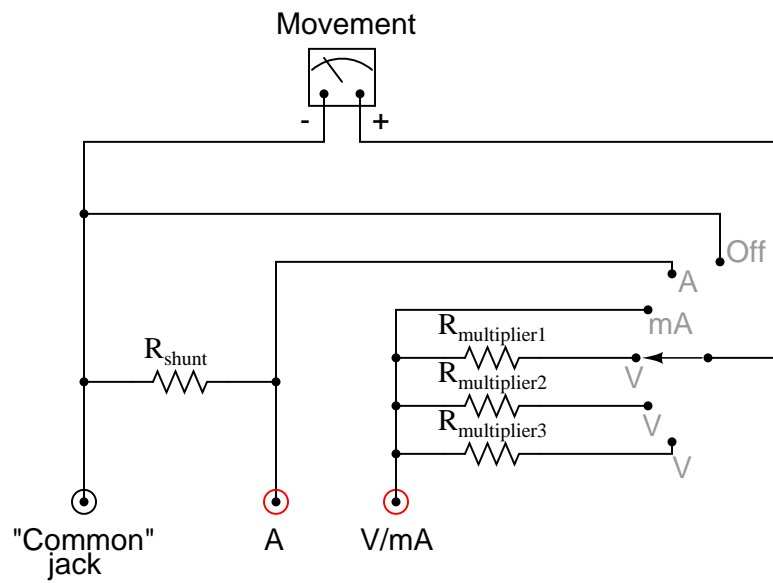 Movement
- +
Off
A
mA
Rmultiplier1
Rshunt
V
Rmultiplier2
V
Rmultiplier3
V
"Common"
jack
A
V/mA